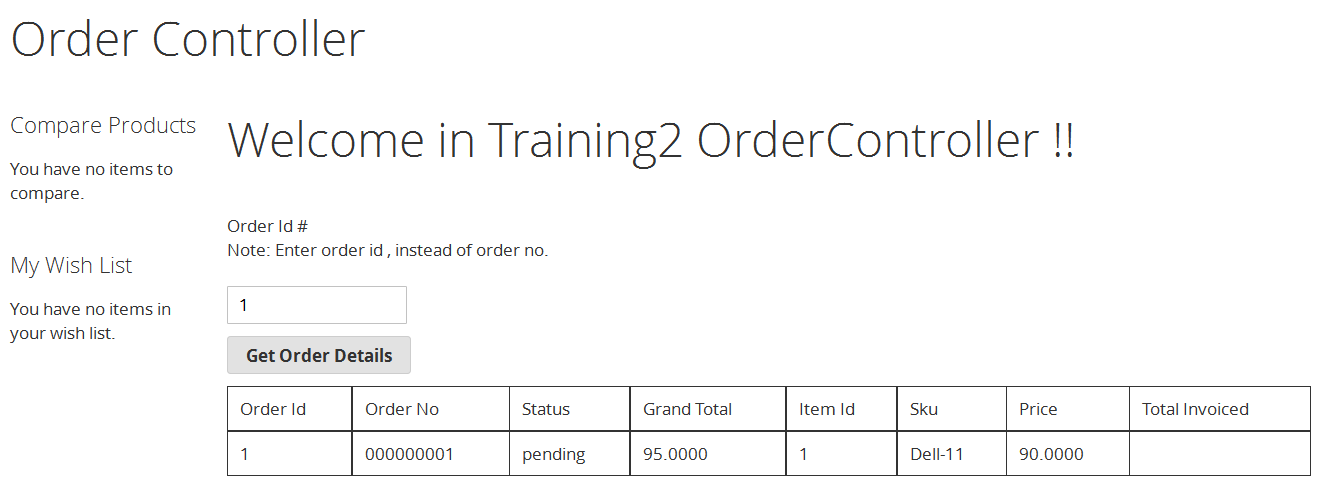 Order Controller
Compare Products
You have no items to
compare.
My Wish List
You have no items in
your wish list.
Welcome in Training2 OrderController !!
Order Id #
Note: Enter order id , instead of order no.
1
Get Order Details
Order Id Order No Status Grand Total Item Id Sku Price Total Invoiced
1 000000001 pending 95.0000 1 Dell-11 90.0000